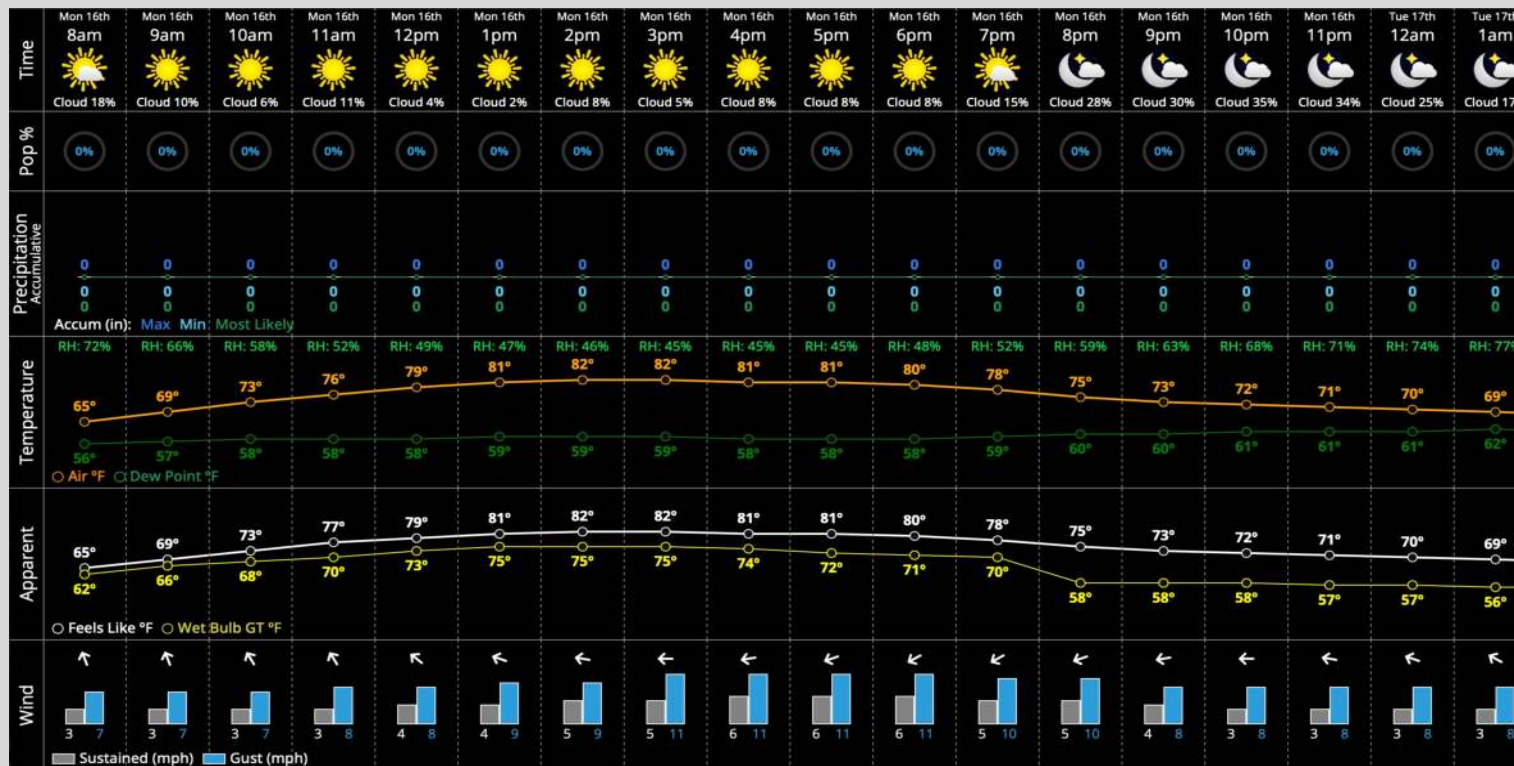 Time
Mon 16th Mon 16th Mon 16th Mon 16th Mon 16th Mon 16th Mon 16th Mon 16th Mon 16th Mon 16th Mon 16th Mon 16th Mon 16th Mon 16th Mon 16th Mon 16th Tue 17th Tue 17th
8am 9am 10am 11am 12pm 1pm 2pm 3pm 4pm 5pm 6pm 7pm 8pm 9pm 10pm 11pm 12am 1am
Cloud 18% Cloud 10% Cloud 6% Cloud 11% Cloud 4% Cloud 2% Cloud 8% Cloud 5% Cloud 8% Cloud 8% Cloud 8% Cloud 15% Cloud 28% Cloud 30% Cloud 35% Cloud 34% Cloud 25% Cloud 17
Pop %
0% 0% 0% 0% 0% 0% 0% 0% 0% 0% 0% 0% 0% 0% 0% 0% 0% 0%
Precipitation
Accumulative
0 0 0 0 0 0 0 0 0 0 0 0 0 0 0 0 0 0
0 0 0 0 0 0 0 0 0 0 0 0 0 0 0 0 0 0
0 0 0 0 0 0 0 0 0 0 0 0 0 0 0 0 0 0
Accum (in): Max Min Most Likely
Temperature
RH: 72% RH: 66% RH: 58% RH: 52% RH: 49% RH: 47% RH: 46% RH: 45% RH: 45% RH: 45% RH: 48% RH: 52% RH: 59% RH: 63% RH: 68% RH: 71% RH: 74% RH: 77%
65° 69° 73° 76° 79° 81° 82° 82° 81° 81° 80° 78° 75° 73° 72° 71° 70° 69°
56° 57° 58° 58° 58° 59° 59° 59° 58° 58° 58° 59° 60° 60° 61° 61° 61° 62°
Air °F Dew Point °F
Apparent
65° 69° 73° 77° 79° 81° 82° 82° 81° 81° 80° 78° 75° 73° 72° 71° 70° 69°
62° 66° 68° 70° 73° 75° 75° 75° 74° 72° 71° 70° 58° 58° 58° 57° 57° 56°
Feels Like °F Wet Bulb GT °F
Wind
3 7 3 7 3 7 3 8 4 8 4 9 5 9 5 11 6 11 6 11 6 11 5 10 5 10 4 8 3 8 3 8 3 8 3 8
Sustained (mph) Gust (mph)